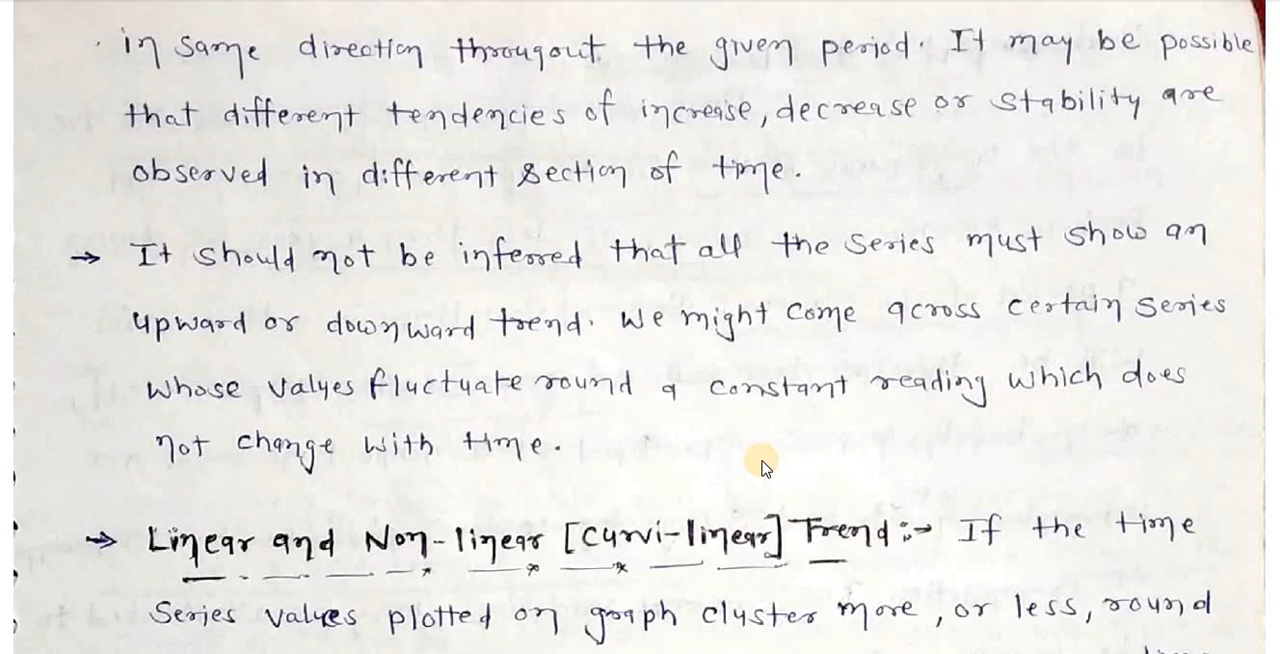 in same direction througout the given period. It may be possible
that different tendencies of increase, decrease or stability are
observed in different section of time.
→ It should not be inferred that all the series must show an
upward or downward trend. We might come across certain series
whose values fluctuate round a constant reading which does
not change with time.
→ Linear and Non-linear [Curvi-linear] Trend :→ If the time
Series values plotted on graph cluster more, or less, round